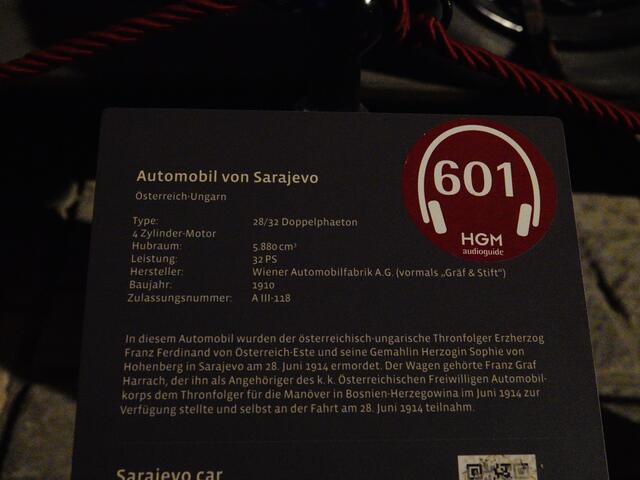 Automobil von Sarajevo
Österreich-Ungarn
Type: 28/32 Doppelphaeton
4 Zylinder-Motor
Hubraum: 5.880 cm³
Leistung: 32 PS
Hersteller: Wiener Automobilfabrik A.G. (vormals „Gräf & Stift“)
Baujahr: 1910
Zulassungsnummer: A III-118
601
HGM
audioguide
In diesem Automobil wurden der österreichisch-ungarische Thronfolger Erzherzog
Franz Ferdinand von Österreich-Este und seine Gemahlin Herzogin Sophie von
Hohenberg in Sarajevo am 28. Juni 1914 ermordet. Der Wagen gehörte Franz Graf
Harrach, der ihn als Angehöriger des k. k. Österreichischen Freiwilligen Automobil-
korps dem Thronfolger für die Manöver in Bosnien-Herzegowina im Juni 1914 zur
Verfügung stellte und selbst an der Fahrt am 28. Juni 1914 teilnahm.
Sarajevo car